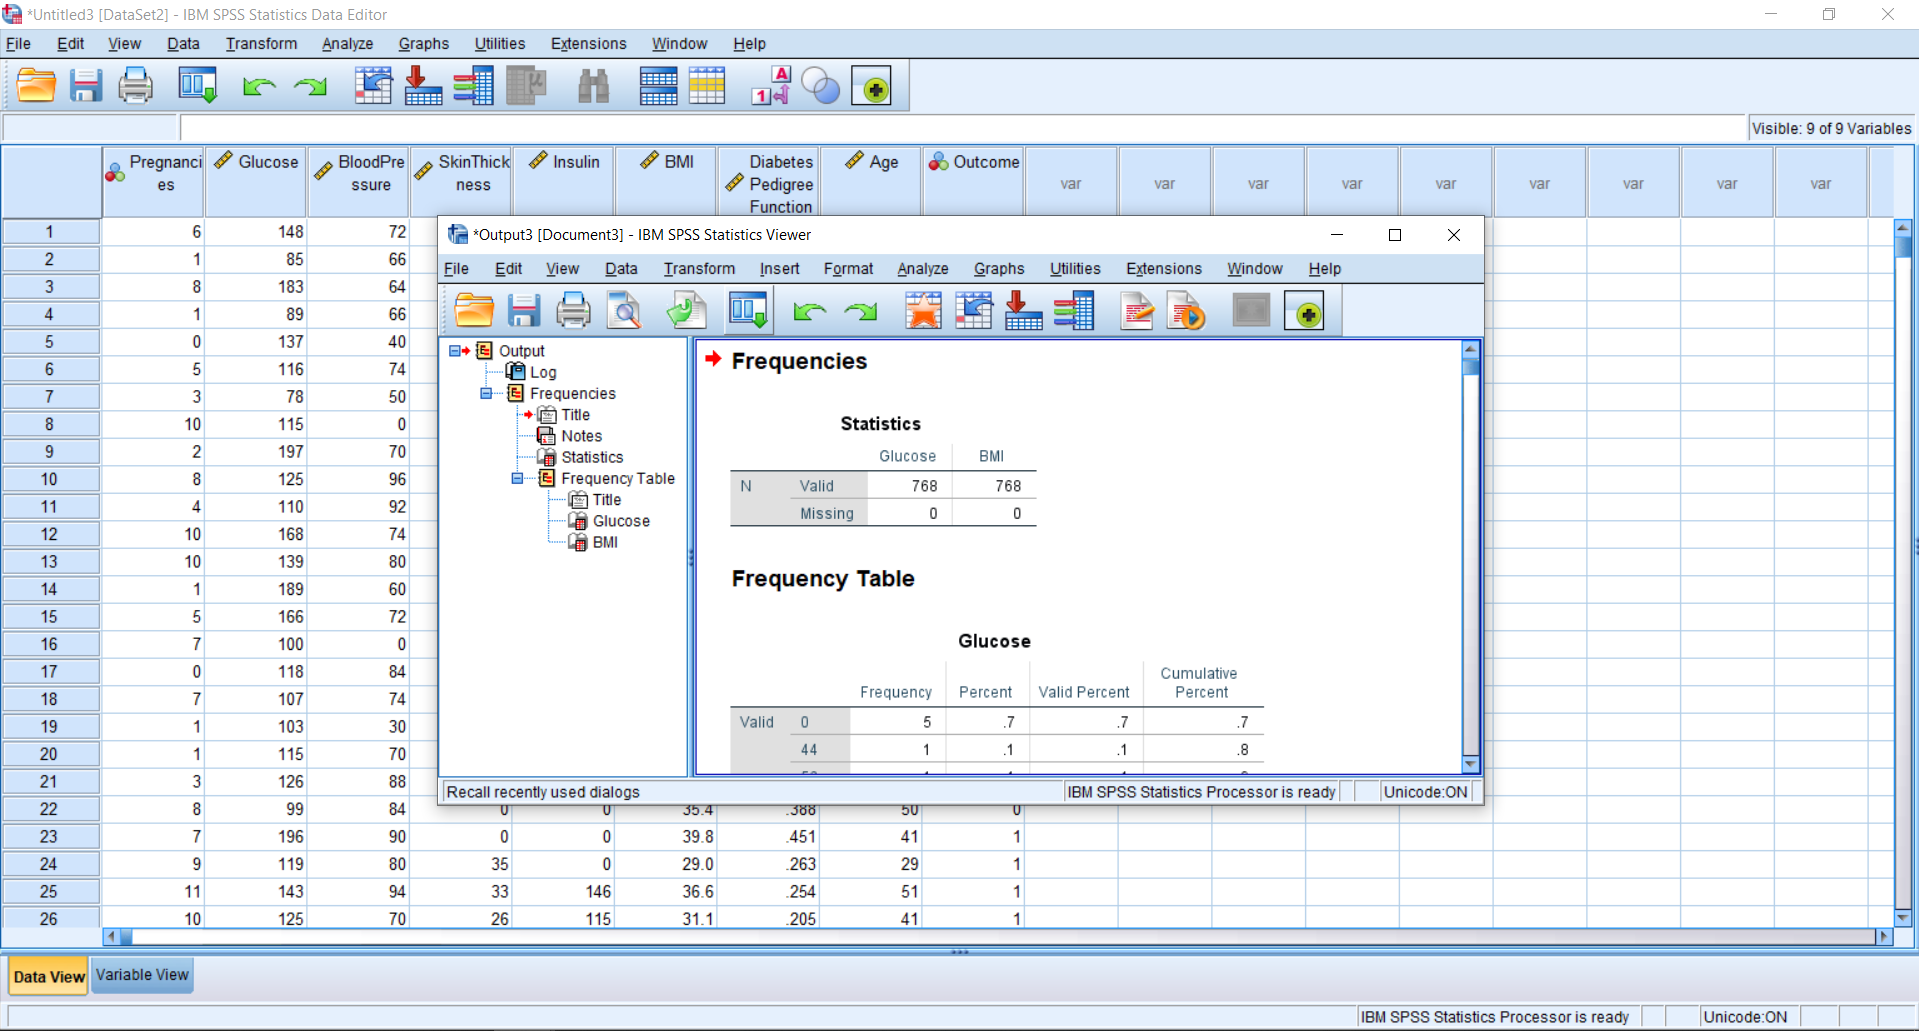 *Untitled3 [DataSet2] - IBM SPSS Statistics Data Editor
File Edit View Data Transform Analyze Graphs Utilities Extensions Window Help
Visible: 9 of 9 Variables
Pregnancies Glucose BloodPressure SkinThickness Insulin BMI DiabetesPedigreeFunction Age Outcome var var var var var var var var var
1 6 148 72
2 1 85 66
3 8 183 64
4 1 89 66
5 0 137 40
6 5 116 74
7 3 78 50
8 10 115 0
9 2 197 70
10 8 125 96
11 4 110 92
12 10 168 74
13 10 139 80
14 1 189 60
15 5 166 72
16 7 100 0
17 0 118 84
18 7 107 74
19 1 103 30
20 1 115 70
21 3 126 88
22 8 99 84 0 0 35.4 .388 50 0
23 7 196 90 0 0 39.8 .451 41 1
24 9 119 80 35 0 29.0 .263 29 1
25 11 143 94 33 146 36.6 .254 51 1
26 10 125 70 26 115 31.1 .205 41 1
*Output3 [Document3] - IBM SPSS Statistics Viewer
File Edit View Data Transform Insert Format Analyze Graphs Utilities Extensions Window Help
Output
Log
Frequencies
Title
Notes
Statistics
Frequency Table
Title
Glucose
BMI
Frequencies
Statistics
Glucose BMI
N Valid 768 768
Missing 0 0
Frequency Table
Glucose
Frequency Percent Valid Percent Cumulative Percent
Valid 0 5 .7 .7 .7
44 1 .1 .1 .8
Recall recently used dialogs
IBM SPSS Statistics Processor is ready
Unicode:ON
Data View Variable View
IBM SPSS Statistics Processor is ready
Unicode:ON